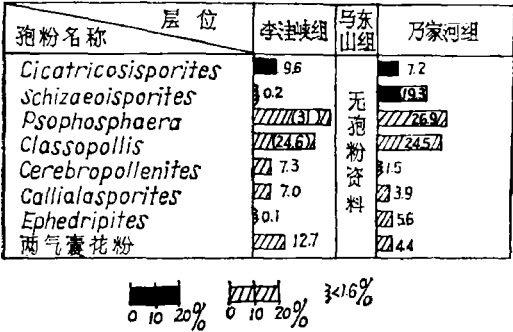 层 位
孢粉名称
李洼峡组 马东山组 乃家河组
Cicatricosisporites 9.6 7.2
Schizaeoisporites 0.2 19.3
Psophosphaera (31) 26.9
Classopollis (24.6) 24.5
Cerebropollenites 7.3 1.5
Callialasporites 7.0 3.9
Ephedripites 0.1 5.6
两气囊花粉 12.7 4.4
无孢粉资料
0 10 20% 0 10 20% <1.6%